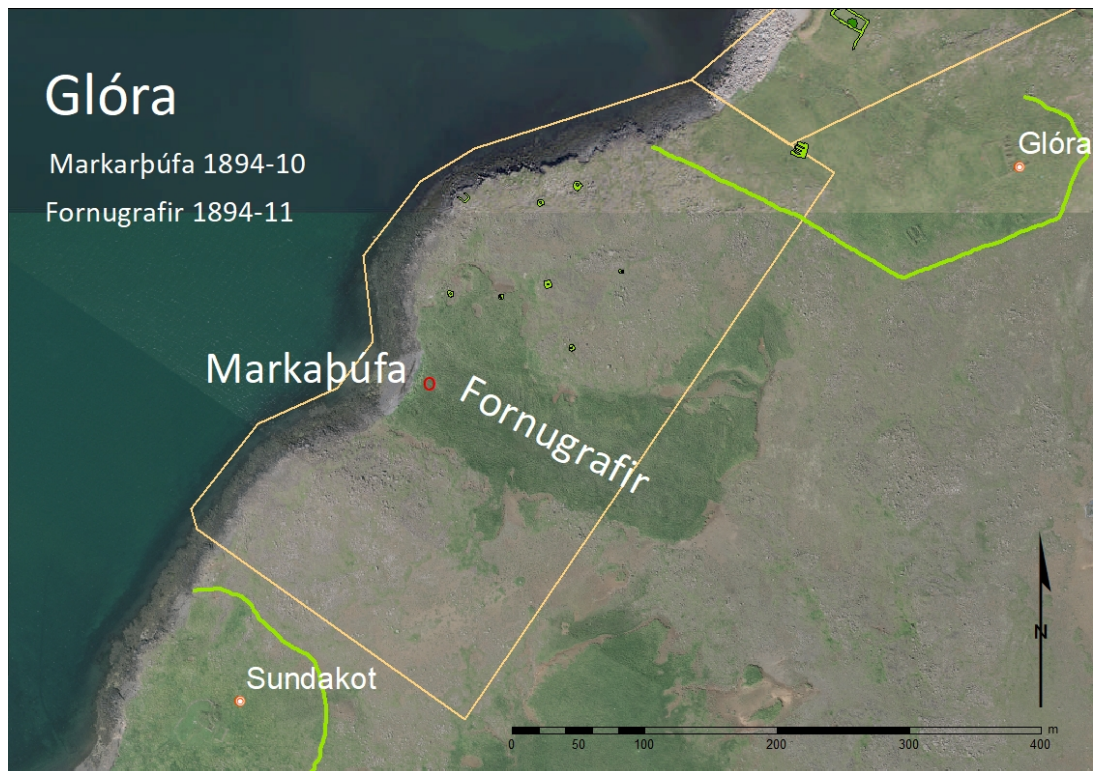 Glóra
Markarþúfa 1894-10
Fornugrafir 1894-11
Glóra
Markaþúfa
Fornugrafir
Sundakot
N
0 50 100 200 300 400 m